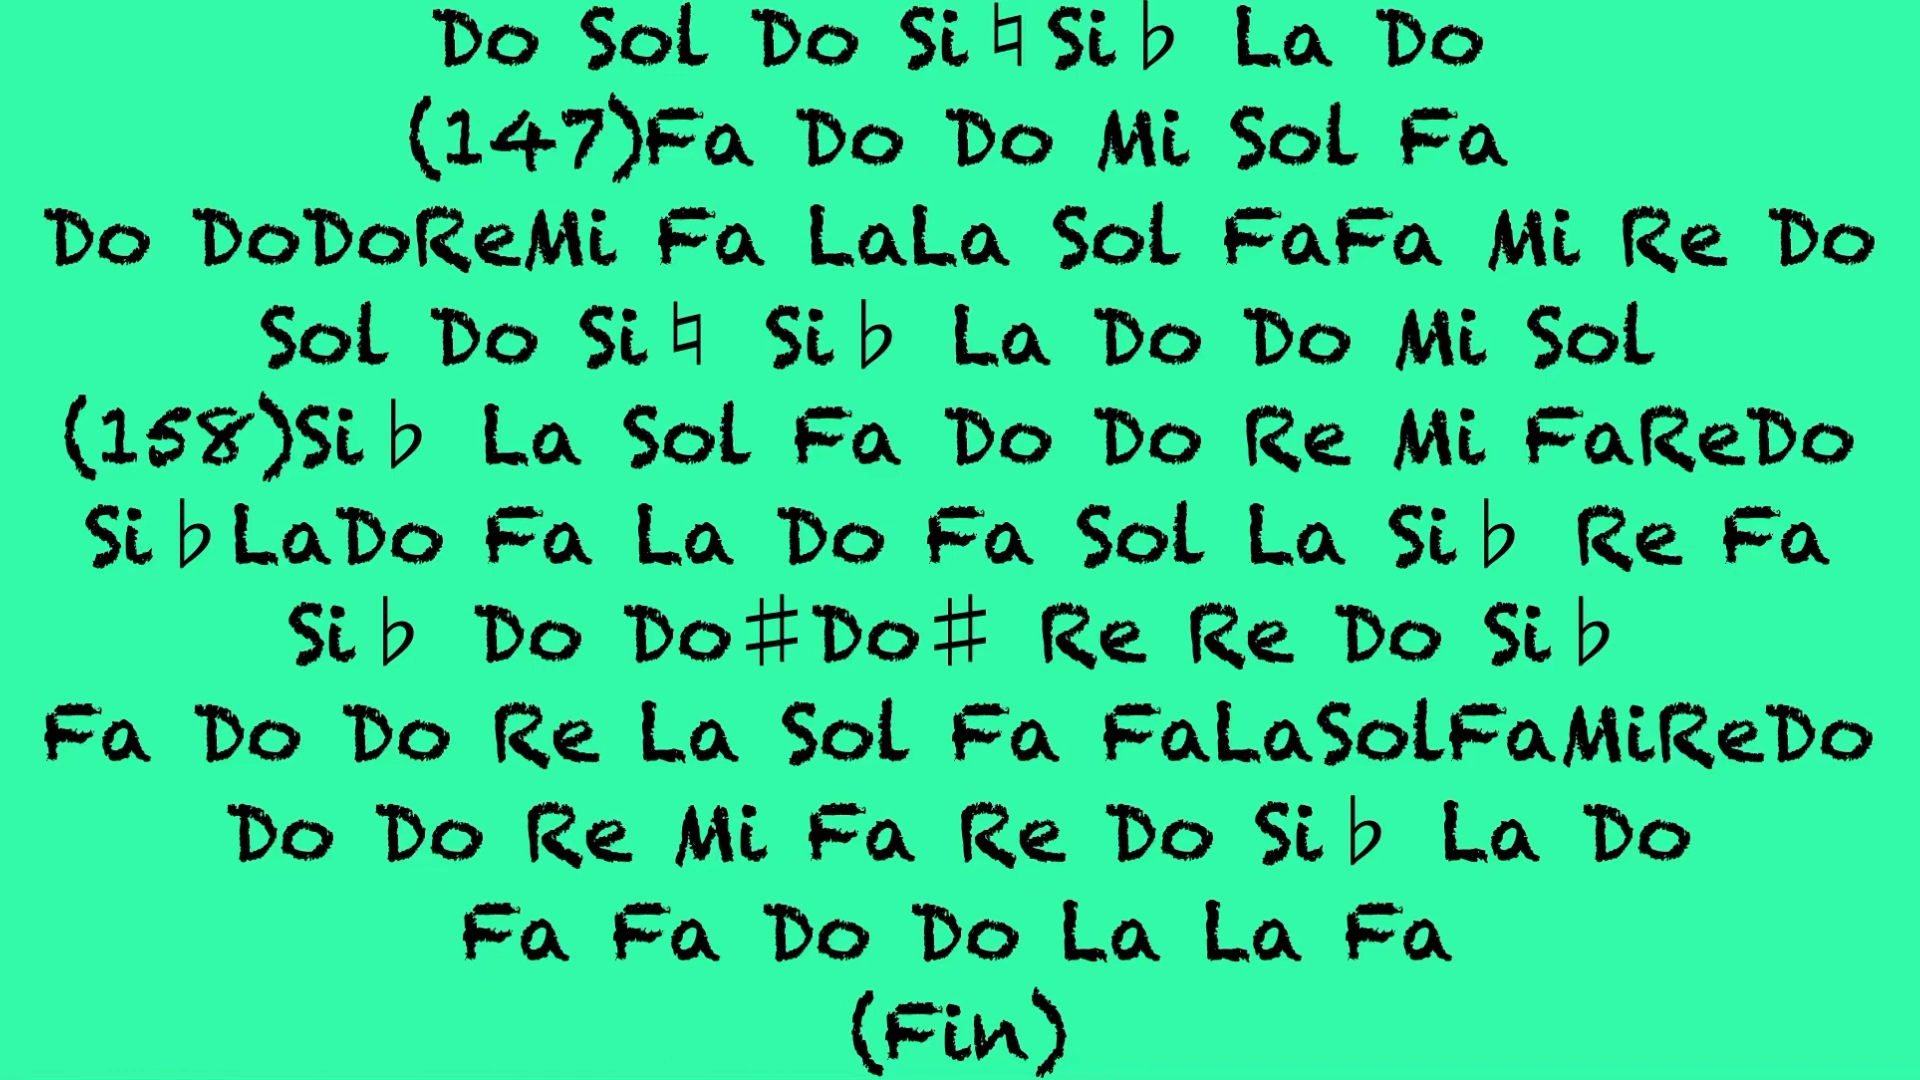 Do Sol Do Si♮Si♭ La Do
(147)Fa Do Do Mi Sol Fa
Do DoDoReMi Fa LaLa Sol FaFa Mi Re Do
Sol Do Si♮ Si♭ La Do Do Mi Sol
(158)Si♭ La Sol Fa Do Do Re Mi FaReDo
Si♭LaDo Fa La Do Fa Sol La Si♭ Re Fa
Si♭ Do Do♯Do♯ Re Re Do Si♭
Fa Do Do Re La Sol Fa FaLaSolFaMiReDo
Do Do Re Mi Fa Re Do Si♭ La Do
Fa Fa Do Do La La Fa
(Fin)